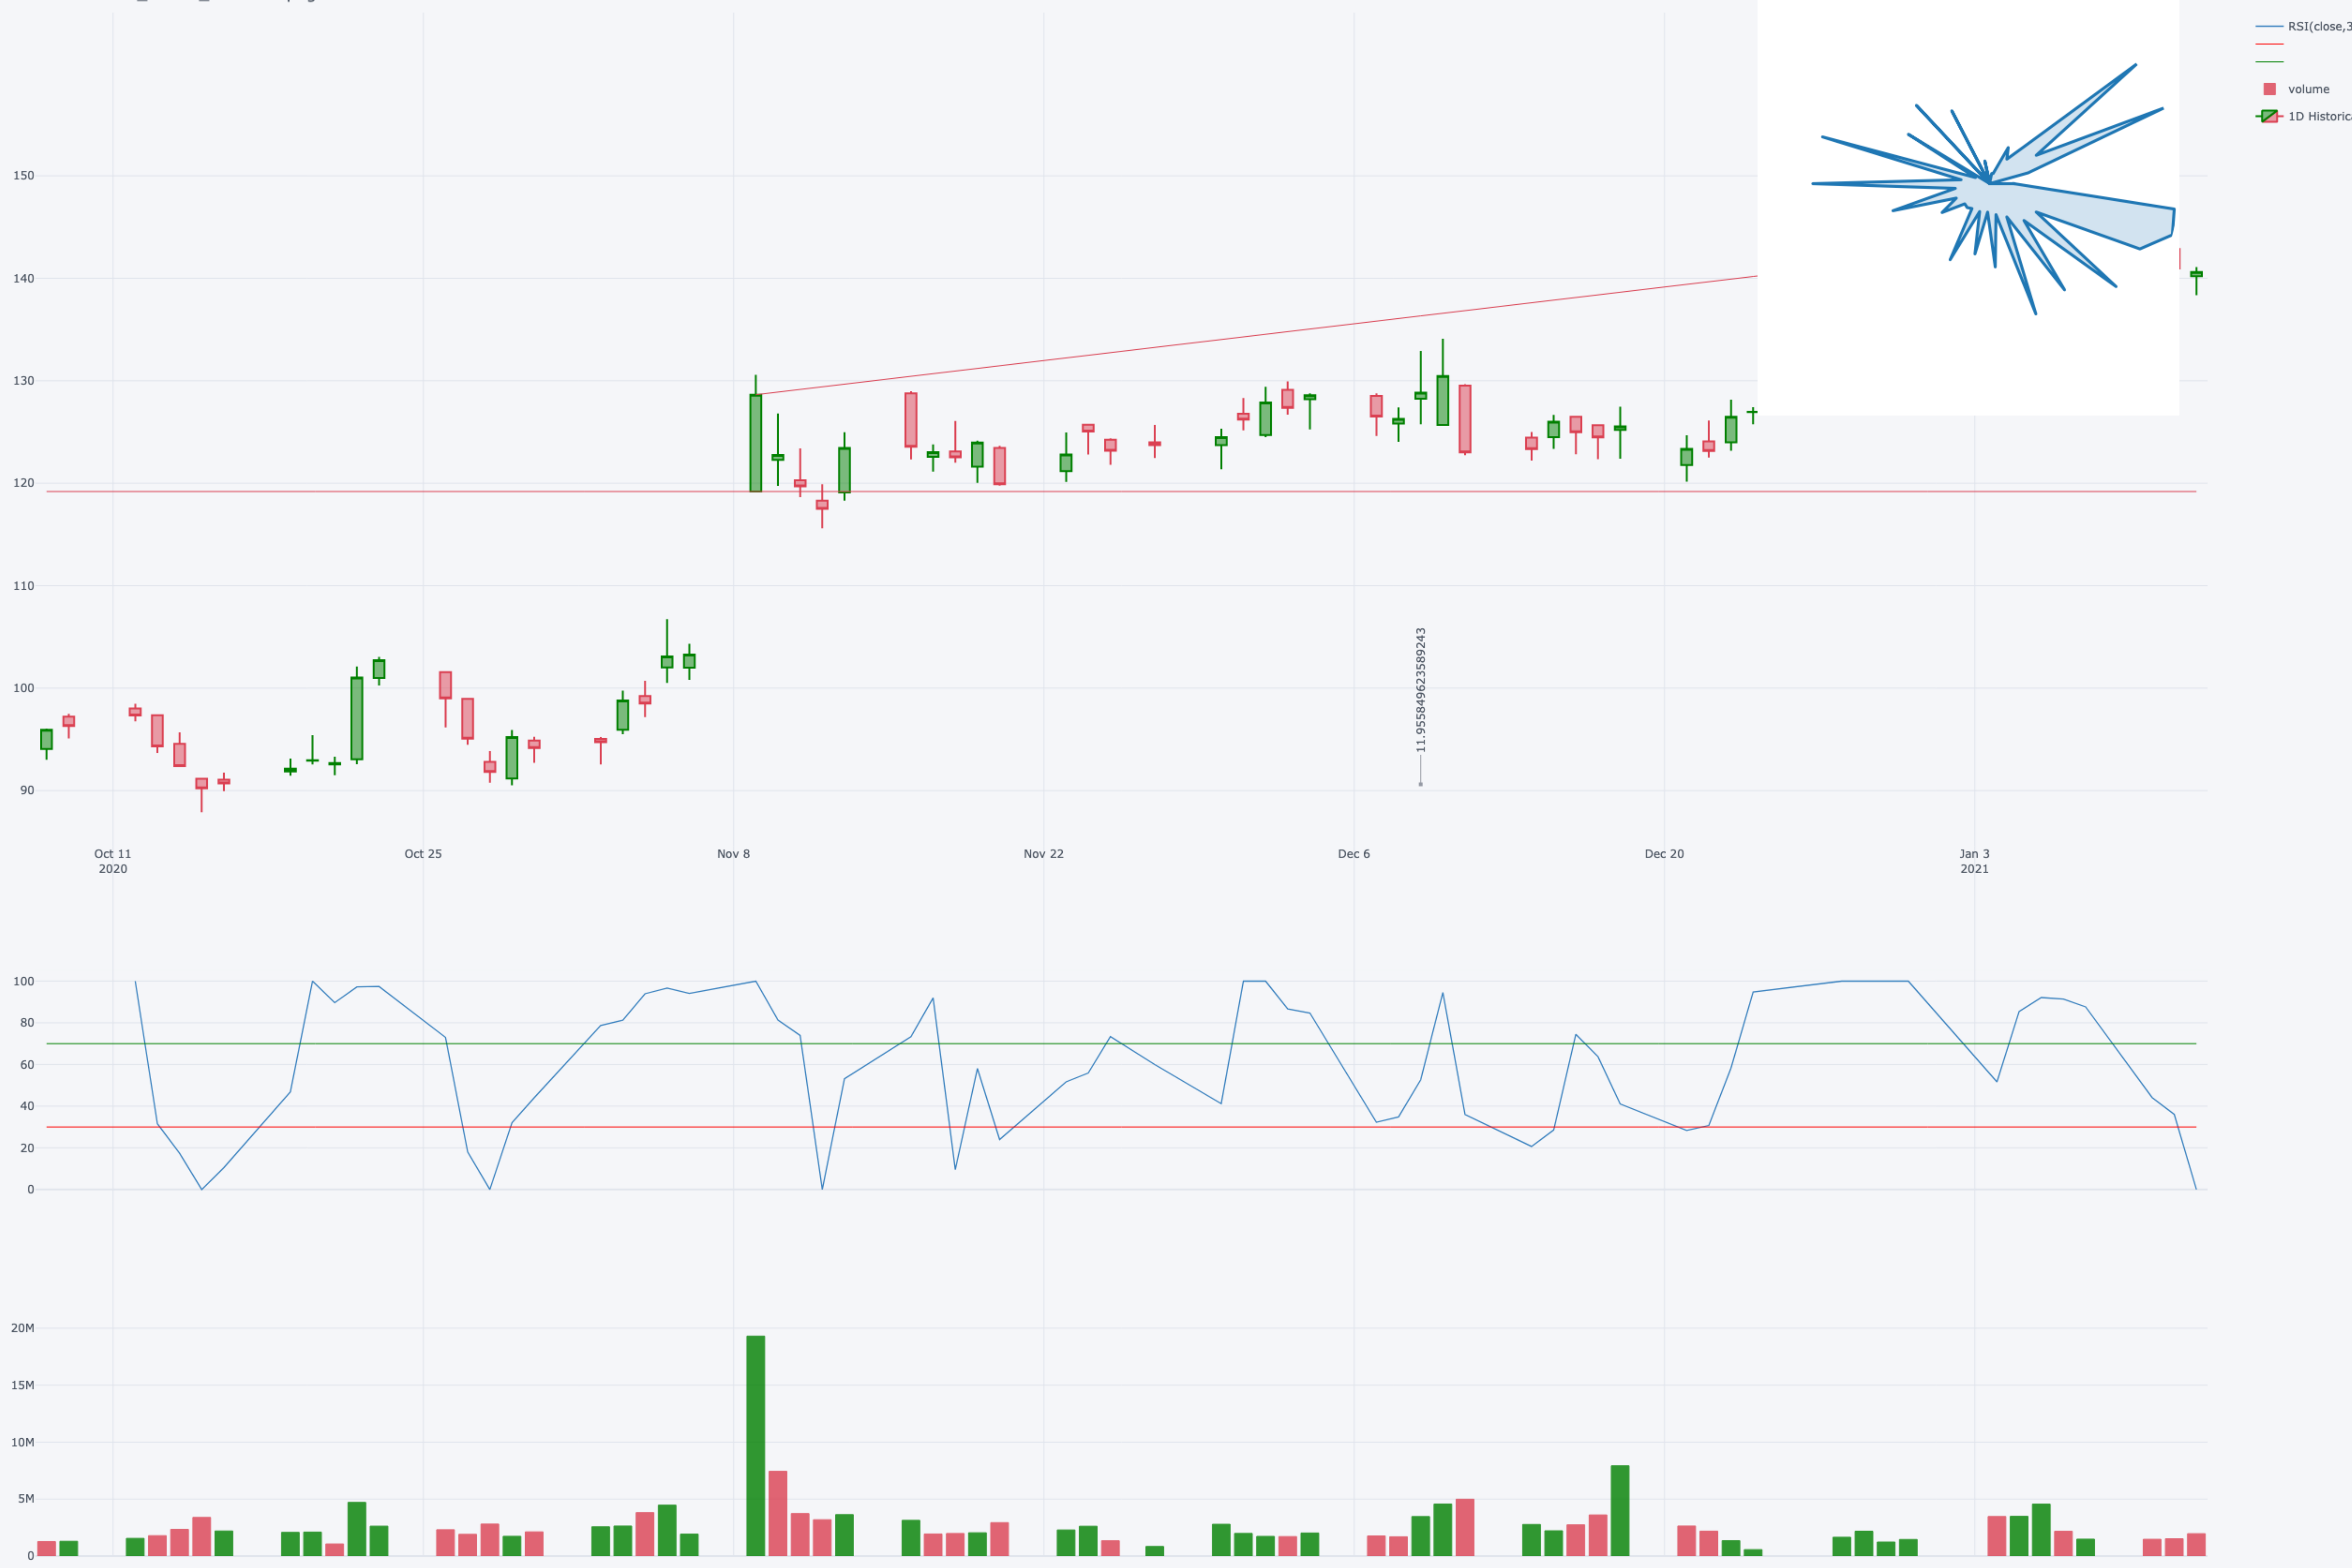 RSI(close,3
volume
1D Historica
150
140
130
120
110
100
90
11.955849623589243
Oct 11
2020
Oct 25
Nov 8
Nov 22
Dec 6
Dec 20
Jan 3
2021
100
80
60
40
20
0
20M
15M
10M
5M
0